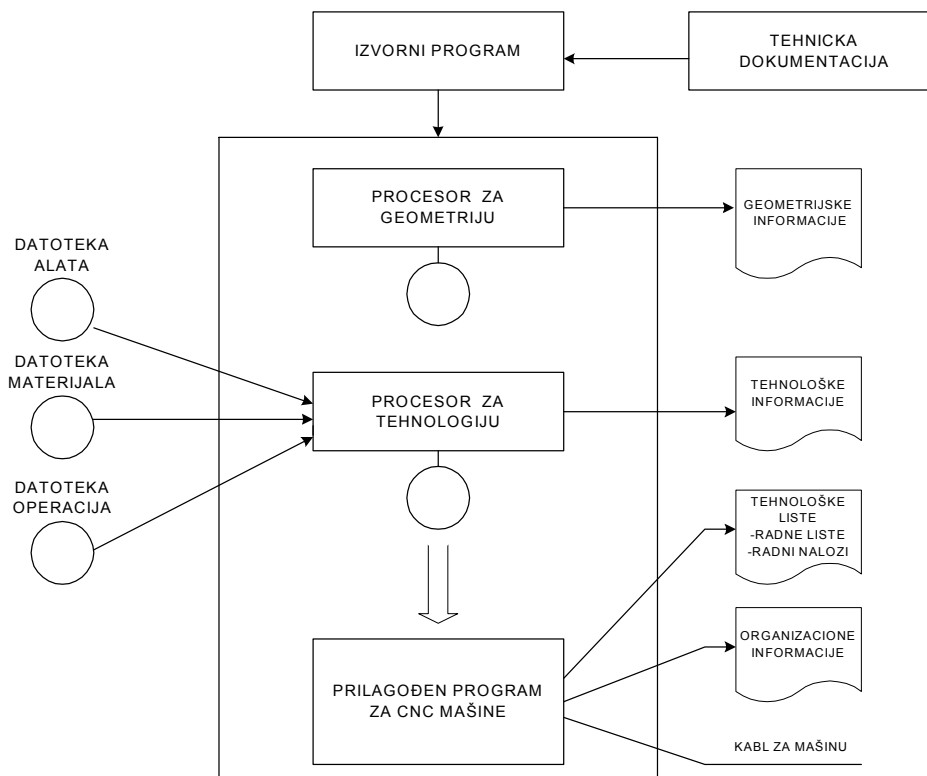 IZVORNI PROGRAM
TEHNICKA
DOKUMENTACIJA
PROCESOR ZA
GEOMETRIJU
GEOMETRIJSKE
INFORMACIJE
DATOTEKA
ALATA
DATOTEKA
MATERIJALA
PROCESOR ZA
TEHNOLOGIJU
TEHNOLOŠKE
INFORMACIJE
DATOTEKA
OPERACIJA
TEHNOLOŠKE
LISTE
-RADNE LISTE
-RADNI NALOZI
PRILAGOĐEN PROGRAM
ZA CNC MAŠINE
ORGANIZACIONE
INFORMACIJE
KABL ZA MAŠINU